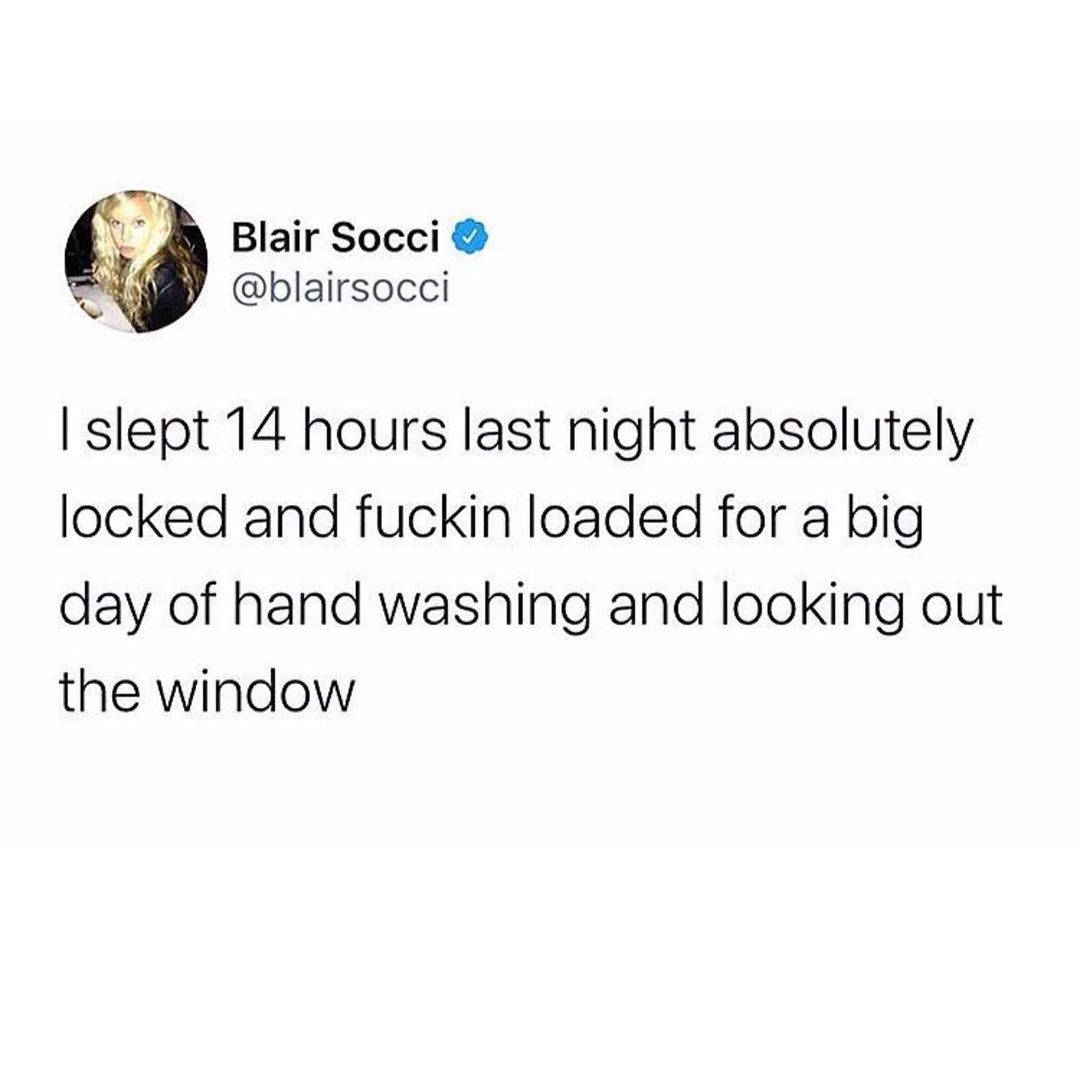 Blair Socci
@blairsocci
I slept 14 hours last night absolutely
locked and fuckin loaded for a big
day of hand washing and looking out
the window